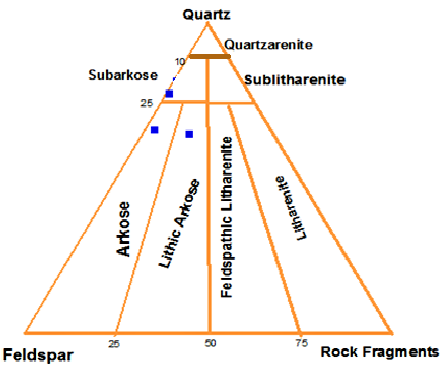 Quartz
Quartzarenite
10
Subarkose
Sublitharenite
25
Arkose
Lithic Arkose
Feldspathic Litharenite
Litharenite
25
50
75
Feldspar
Rock Fragments